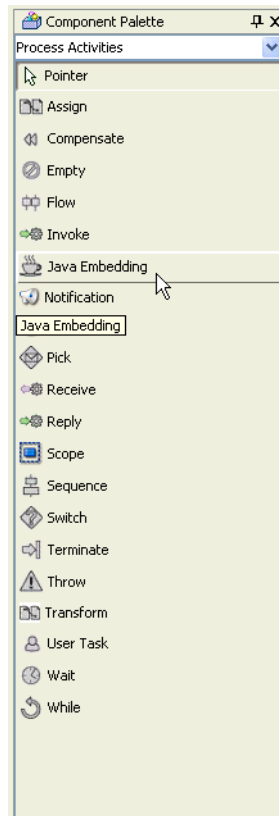 Component Palette
Process Activities
Pointer
Assign
Compensate
Empty
Flow
Invoke
Java Embedding
Notification
Java Embedding
Pick
Receive
Reply
Scope
Sequence
Switch
Terminate
Throw
Transform
User Task
Wait
While